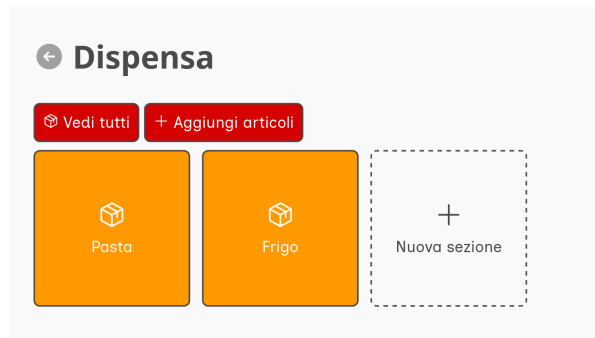 Dispensa
Vedi tutti
Aggiungi articoli
Pasta
Frigo
Nuova sezione